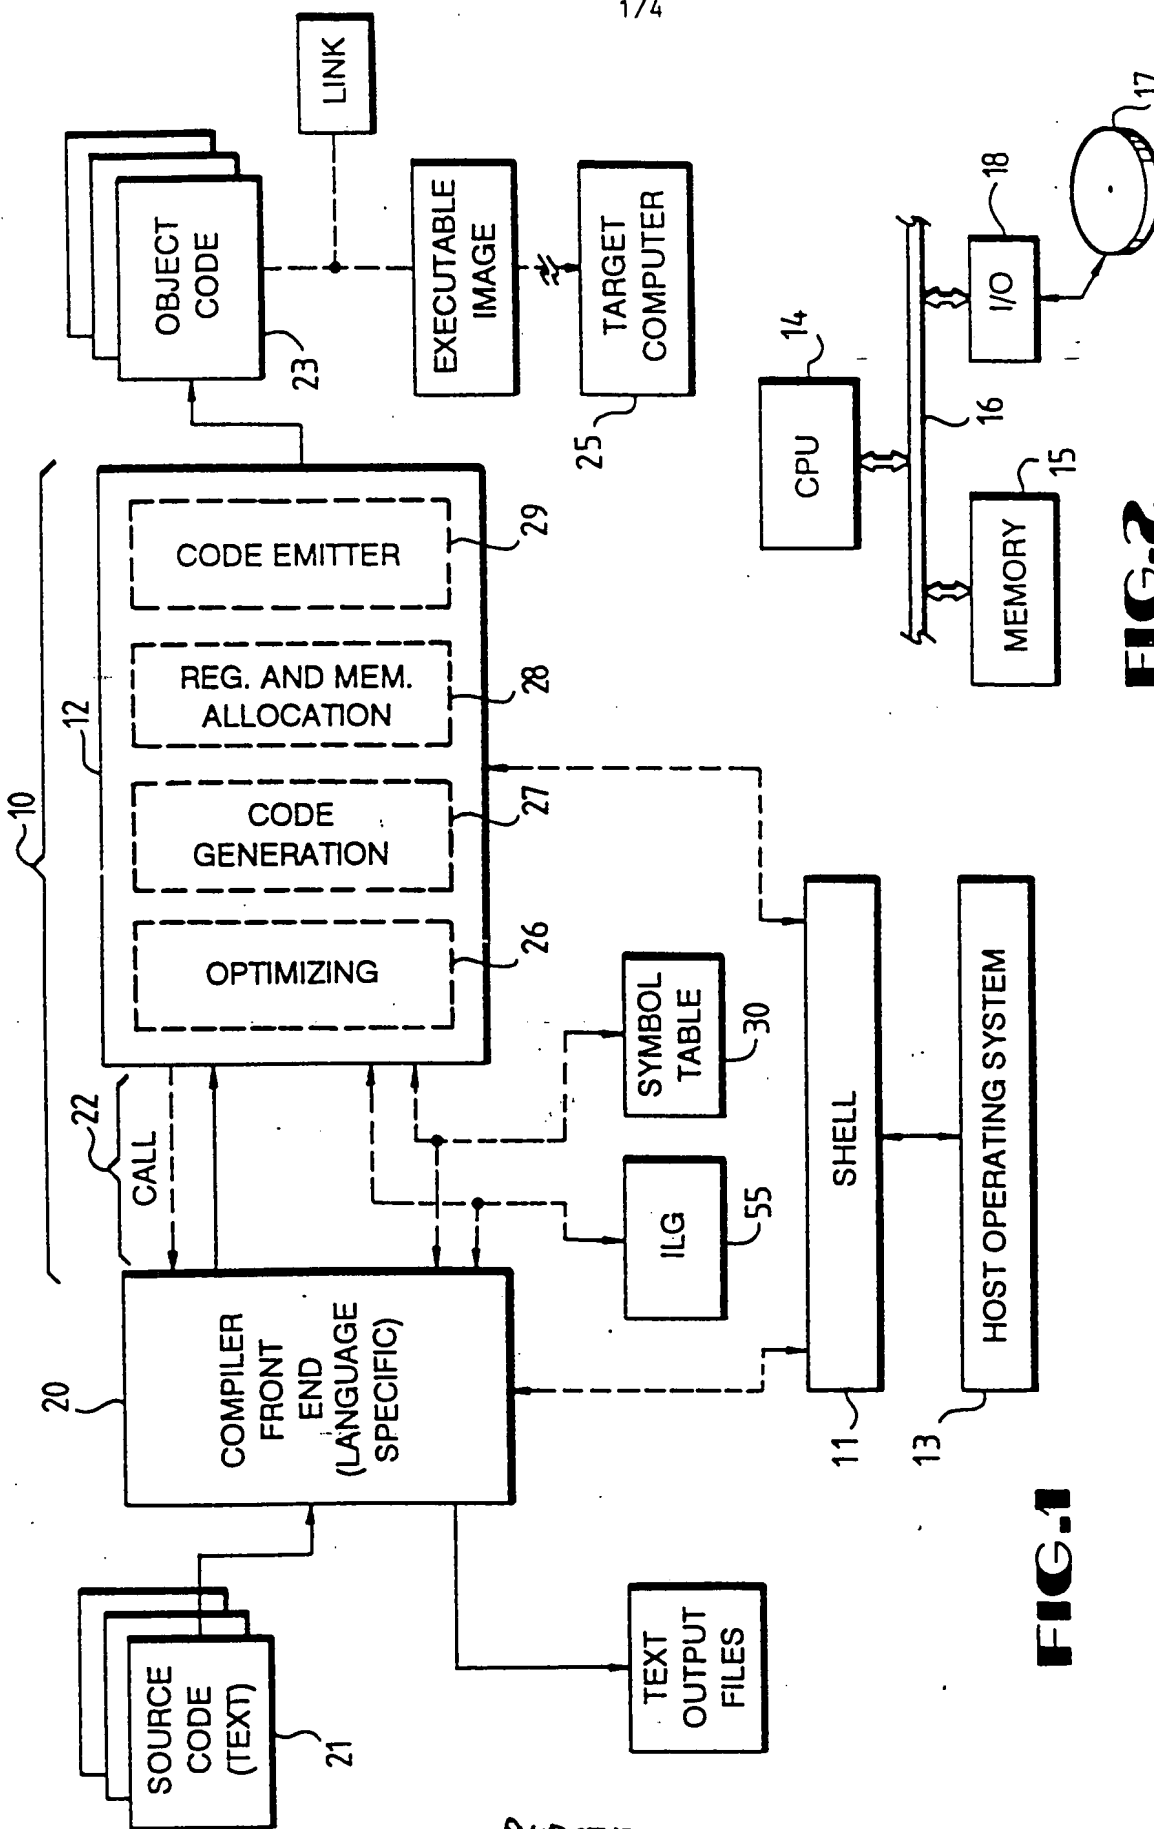 1/4
10
22
CALL
12
20
COMPILER
FRONT
END
(LANGUAGE
SPECIFIC)
SOURCE
CODE
(TEXT)
21
TEXT
OUTPUT
FILES
OPTIMIZING
26
CODE
GENERATION
27
REG. AND MEM.
ALLOCATION
28
CODE EMITTER
29
OBJECT
CODE
23
LINK
EXECUTABLE
IMAGE
TARGET
COMPUTER
25
ILG
55
SYMBOL
TABLE
30
SHELL
11
HOST OPERATING SYSTEM
13
FIG.1
CPU
14
16
MEMORY
15
I/O
18
17
FIG.2